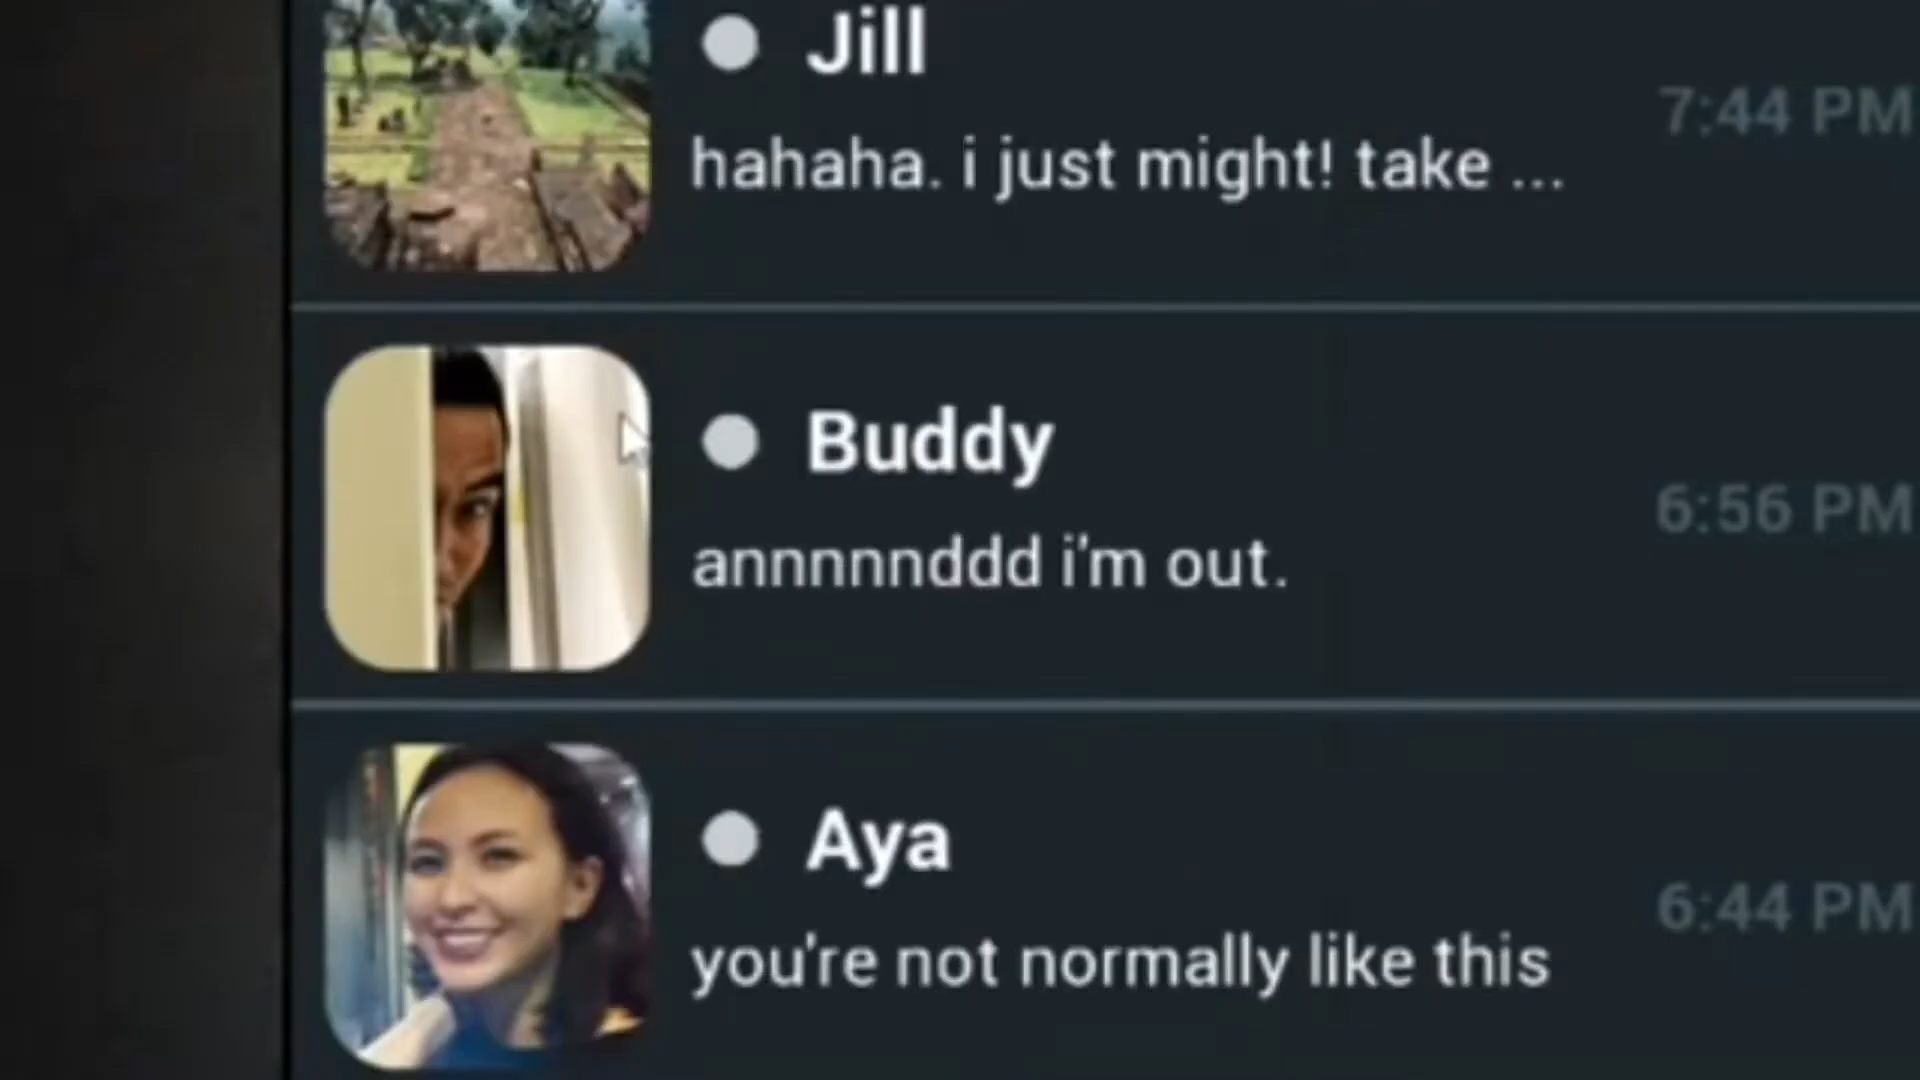 Jill
7:44 PM
hahaha. i just might! take ...
Buddy
6:56 PM
annnnnddd i'm out.
Aya
6:44 PM
you're not normally like this